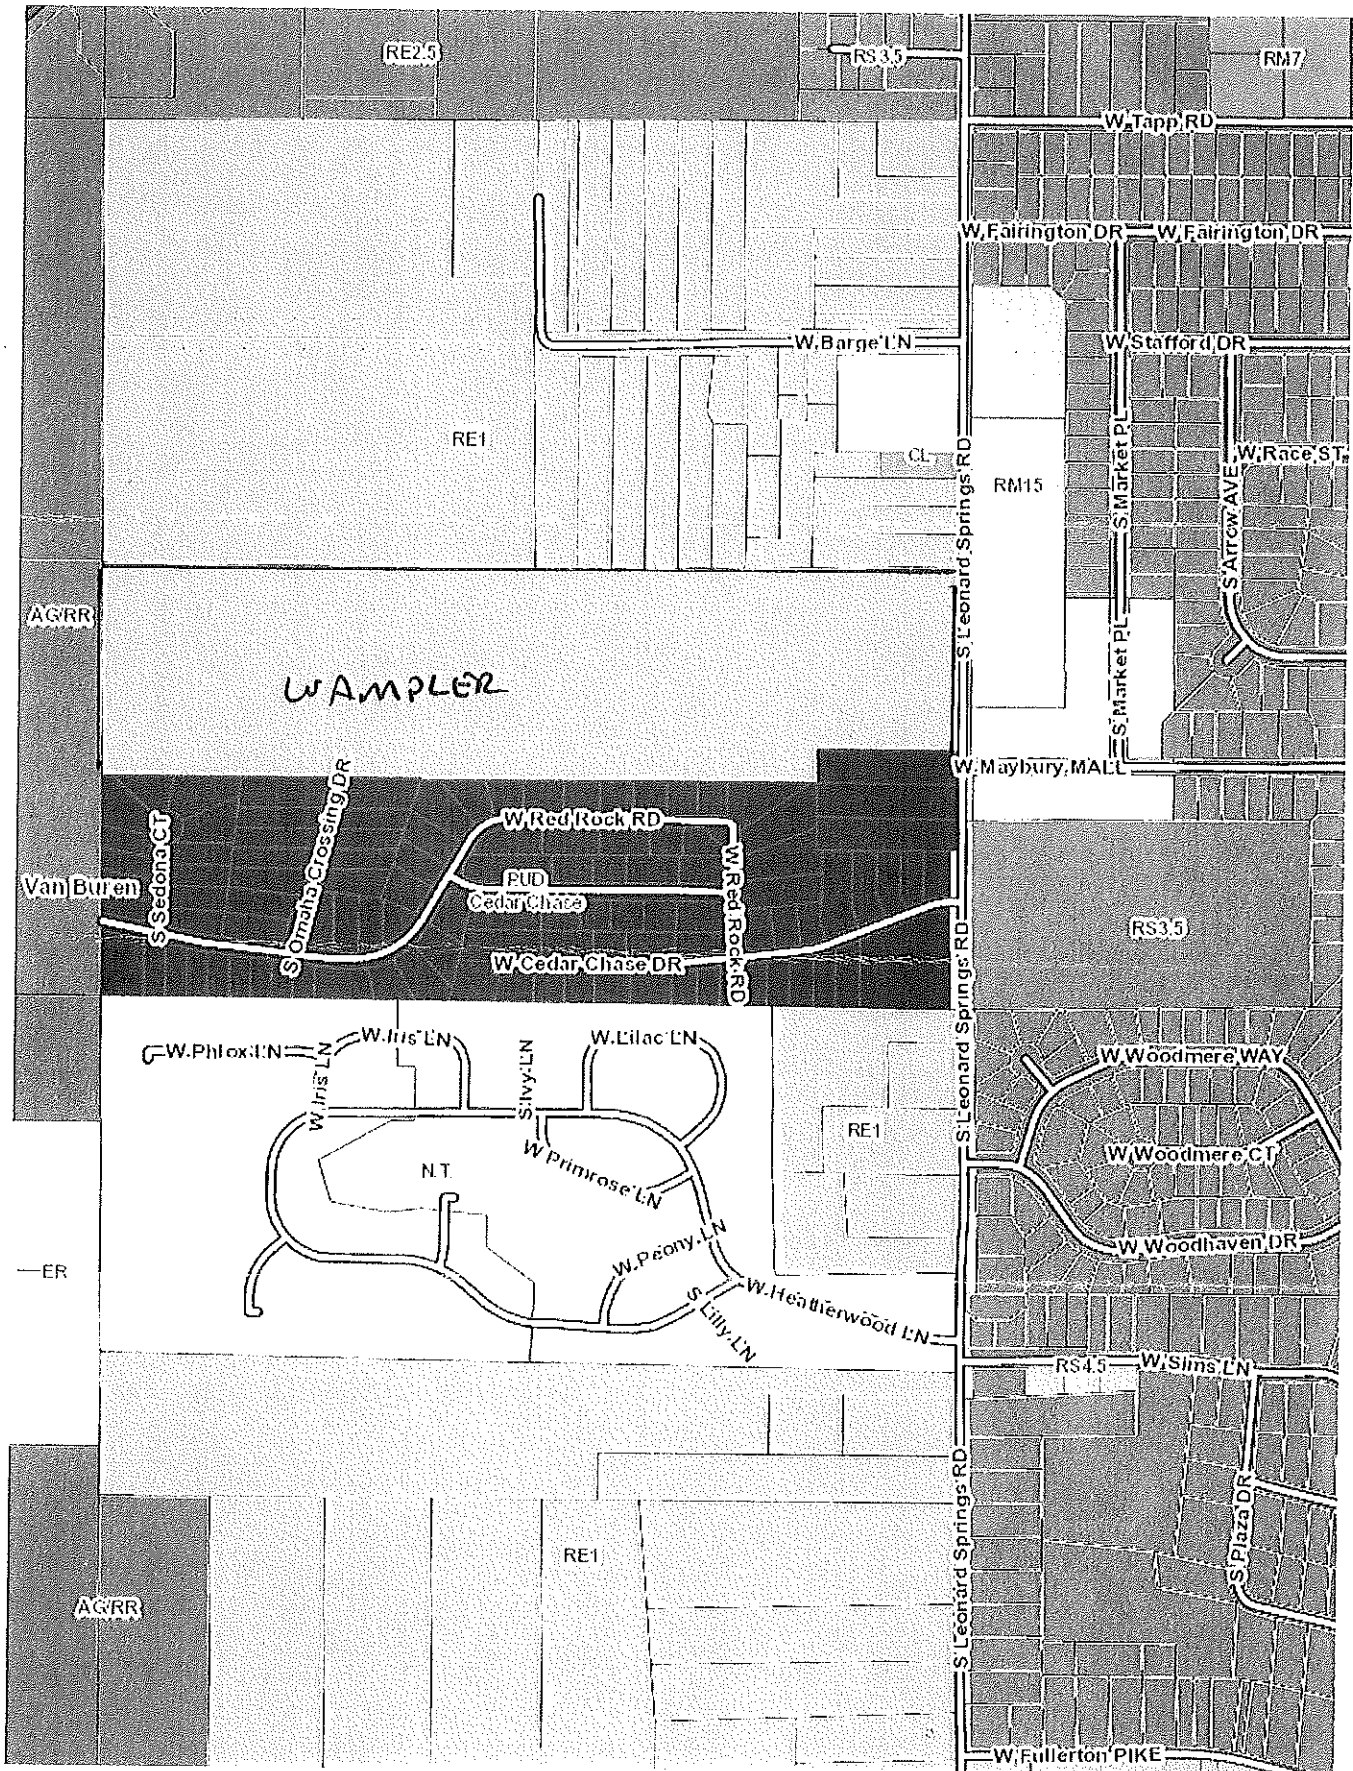 RE2.5
RS3.5
RM7
W Tapp RD
W Fairington DR
W Fairington DR
W Barge LN
W Stafford DR
RE1
CL
S Leonard Springs RD
RM15
S Market PL
S Arrow AVE
W Race ST
AG/RR
WAMPLER
S Market PL
W Maybury MALL
S Sedona CT
S Omaha Crossing DR
W Red Rock RD
W Red Rock RD
Van Buren
PUD
Cedar Chase
W Cedar Chase DR
S Leonard Springs RD
RS3.5
W Phlox LN
W Iris LN
W Iris LN
S Ivy LN
W Lilac LN
W Woodmere WAY
RE1
W Primrose LN
W Woodmere CT
N.T.
W Peony LN
W Woodhaven DR
ER
W Heatherwood LN
S Lilly LN
RS4.5
W Slins LN
S Leonard Springs RD
S Plaza DR
RE1
AG/RR
W Fullerton PIKE